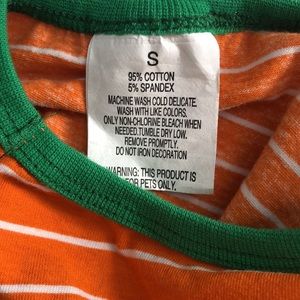 S
95% COTTON
5% SPANDEX
MACHINE WASH COLD DELICATE.
WASH WITH LIKE COLORS.
ONLY NON-CHLORINE BLEACH WHEN
NEEDED.TUMBLE DRY LOW.
REMOVE PROMPTLY.
DO NOT IRON DECORATION
WARNING: THIS PRODUCT IS
FOR PETS ONLY.